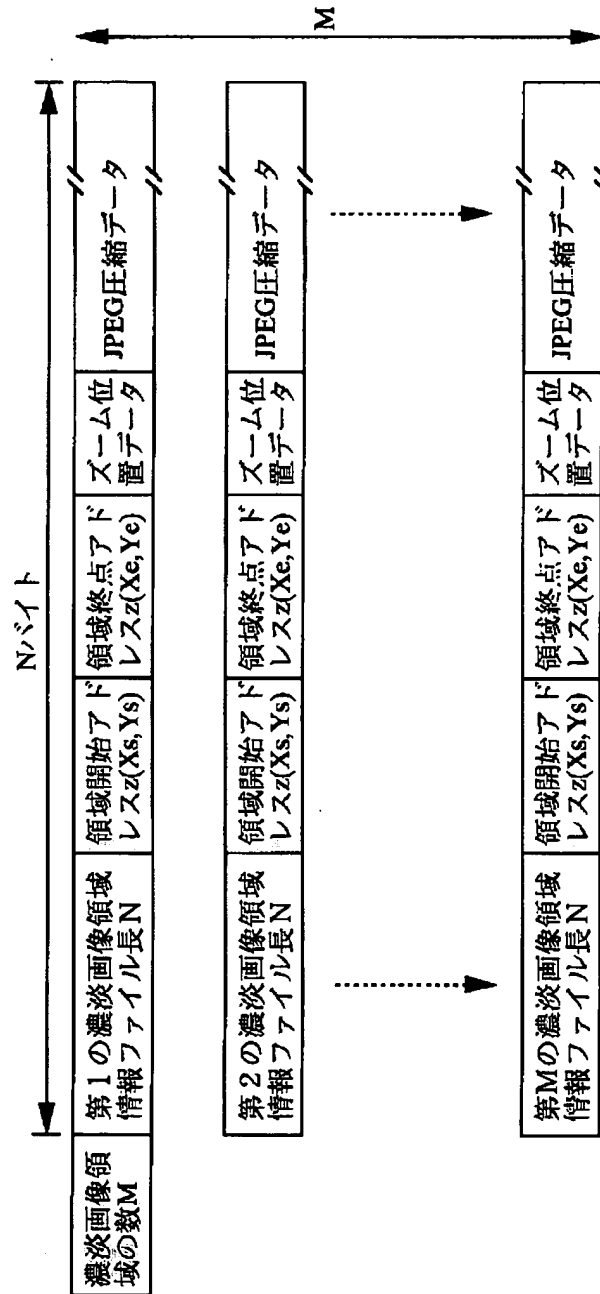 Nバイト
M
濃淡画像領
域の数M
第1の濃淡画像領域
情報ファイル長N
領域開始アド
レスz(Xs,Ys)
領域終点アド
レスz(Xe,Ye)
ズーム位
置データ
JPEG圧縮データ
第2の濃淡画像領域
情報ファイル長N
領域開始アド
レスz(Xs,Ys)
領域終点アド
レスz(Xe,Ye)
ズーム位
置データ
JPEG圧縮データ
第Mの濃淡画像領域
情報ファイル長N
領域開始アド
レスz(Xs,Ys)
領域終点アド
レスz(Xe,Ye)
ズーム位
置データ
JPEG圧縮データ